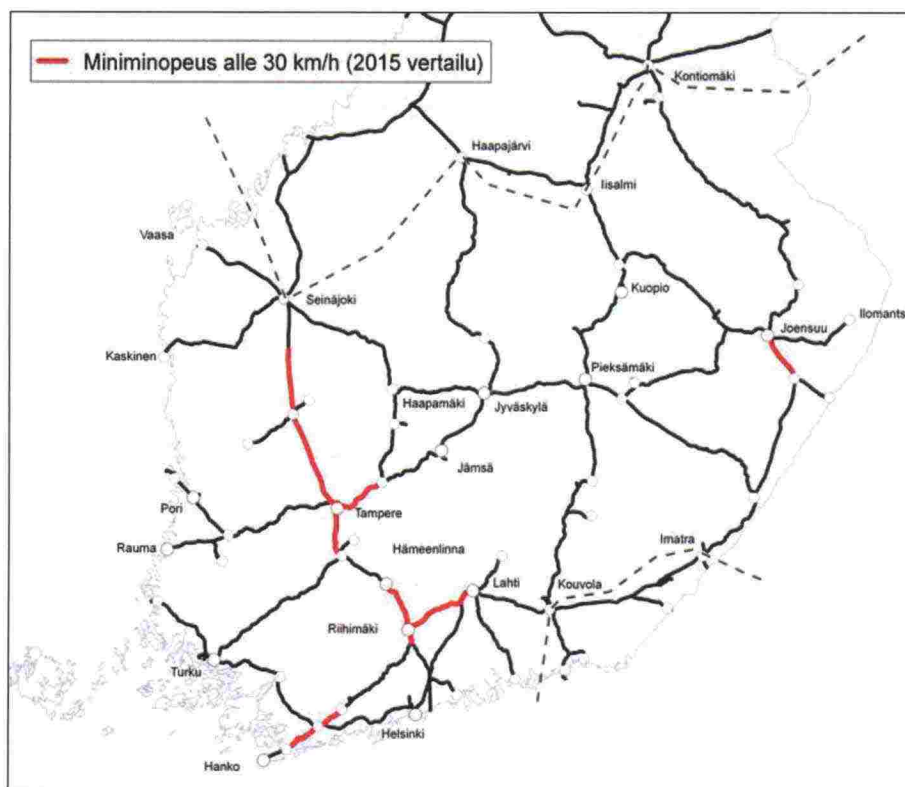 Miniminopeus alle 30 km/h (2015 vertailu)
Kontiomäki
Haapajärvi
Iisalmi
Vaasa
Kuopio
Seinäjoki
Ilomants
Joensuu
Kaskinen
Pieksämäki
Haapamäki
Jyväskylä
Jämsä
Pori
Tampere
Imatra
Rauma
Hämeenlinna
Lahti
Kouvola
Riihimäki
Turku
Helsinki
Hanko